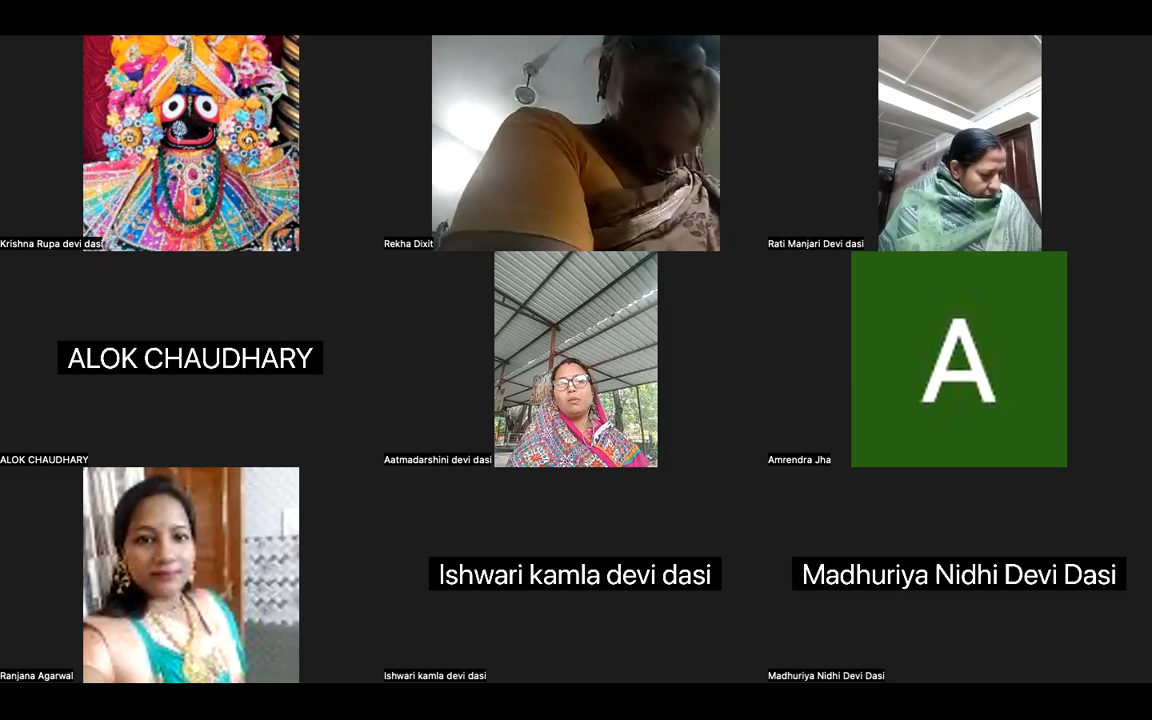 Krishna Rupa devi dasi
Rekha Dixit
Rati Manjari Devi dasi
ALOK CHAUDHARY
ALOK CHAUDHARY
Aatmadarshini devi dasi
A
Amrendra Jha
Ranjana Agarwal
Ishwari kamla devi dasi
Ishwari kamla devi dasi
Madhuriya Nidhi Devi Dasi
Madhuriya Nidhi Devi Dasi